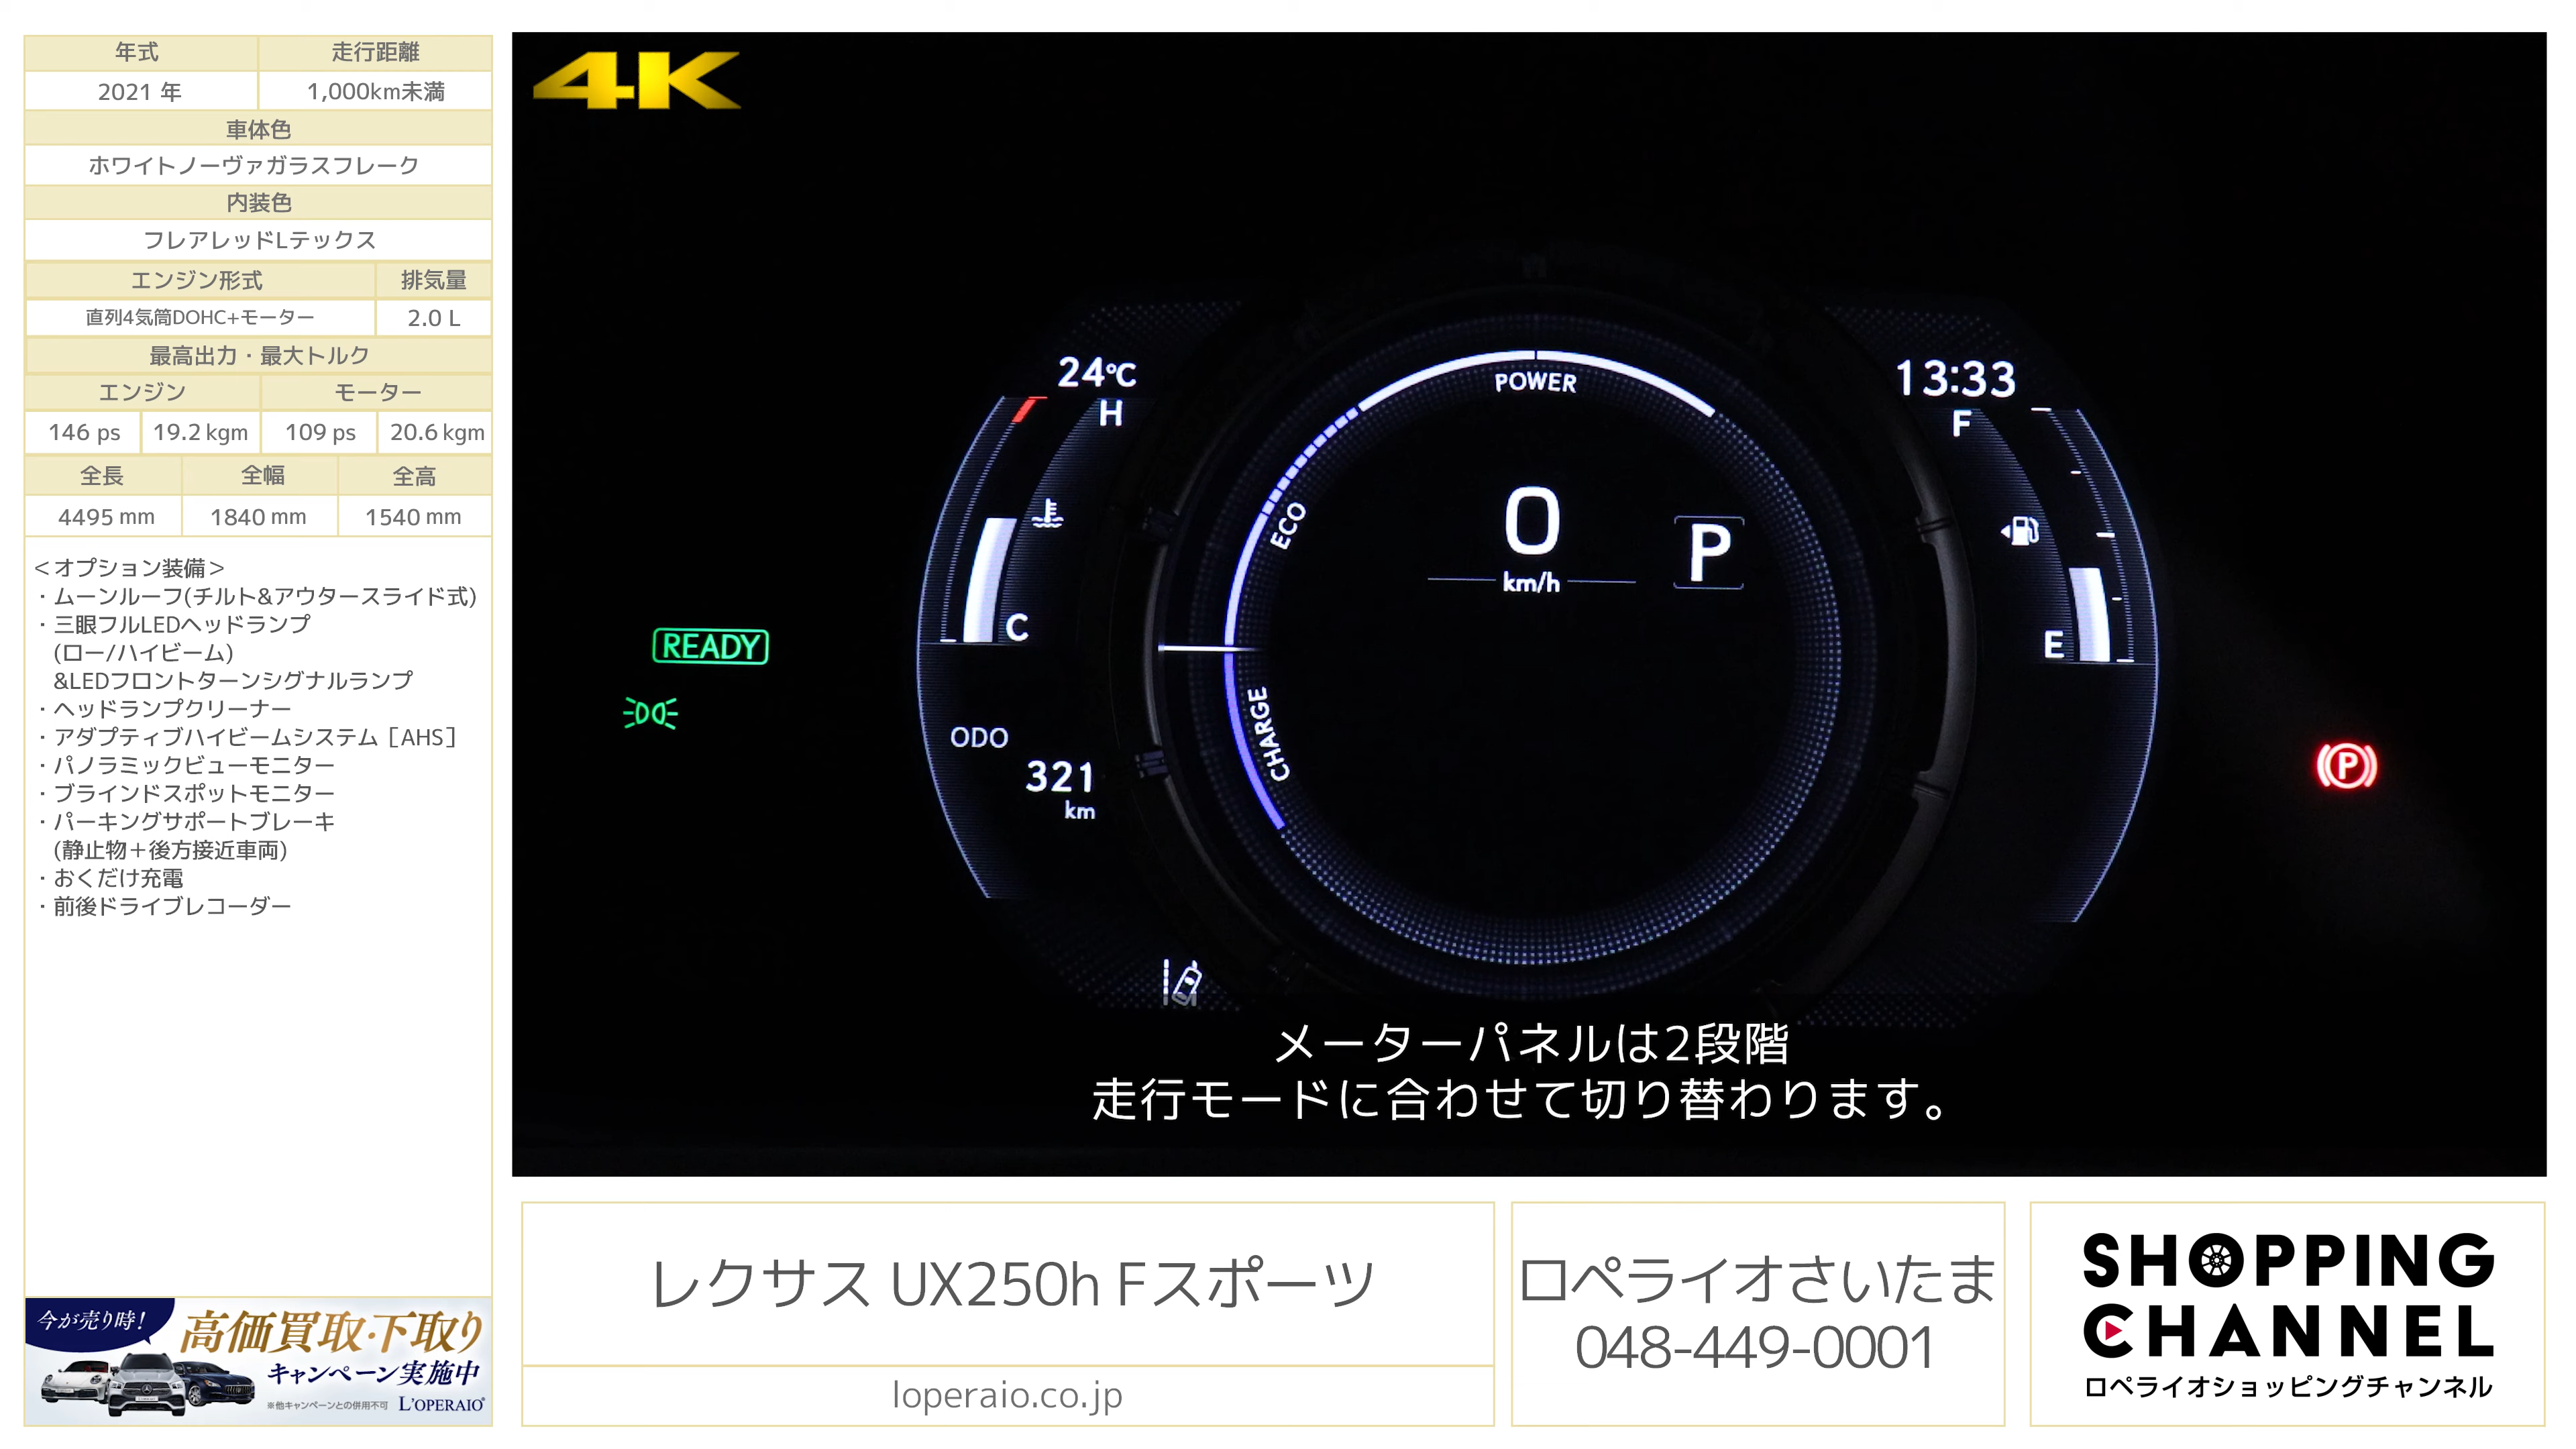 年式 走行距離
2021 年 1,000km未満
車体色
ホワイトノーヴァガラスフレーク
内装色
フレアレッドLテックス
エンジン形式 排気量
直列4気筒DOHC+モーター 2.0 L
最高出力・最大トルク
エンジン モーター
146 ps 19.2 kgm 109 ps 20.6 kgm
全長 全幅 全高
4495 mm 1840 mm 1540 mm
＜オプション装備＞
・ムーンルーフ(チルト&アウタースライド式)
・三眼フルLEDヘッドランプ
(ロー/ハイビーム)
&LEDフロントターンシグナルランプ
・ヘッドランプクリーナー
・アダプティブハイビームシステム［AHS］
・パノラミックビューモニター
・ブラインドスポットモニター
・パーキングサポートブレーキ
(静止物＋後方接近車両)
・おくだけ充電
・前後ドライブレコーダー
今が売り時！
高価買取・下取り
キャンペーン実施中
※他キャンペーンとの併用不可 L'OPERAIO
4K
24℃
H
C
READY
ODO
321
km
POWER
ECO
CHARGE
0
km/h
P
13:33
F
E
P
メーターパネルは2段階
走行モードに合わせて切り替わります。
レクサス UX250h Fスポーツ
loperaio.co.jp
ロペライオさいたま
048-449-0001
SHOPPING
CHANNEL
ロペライオショッピングチャンネル